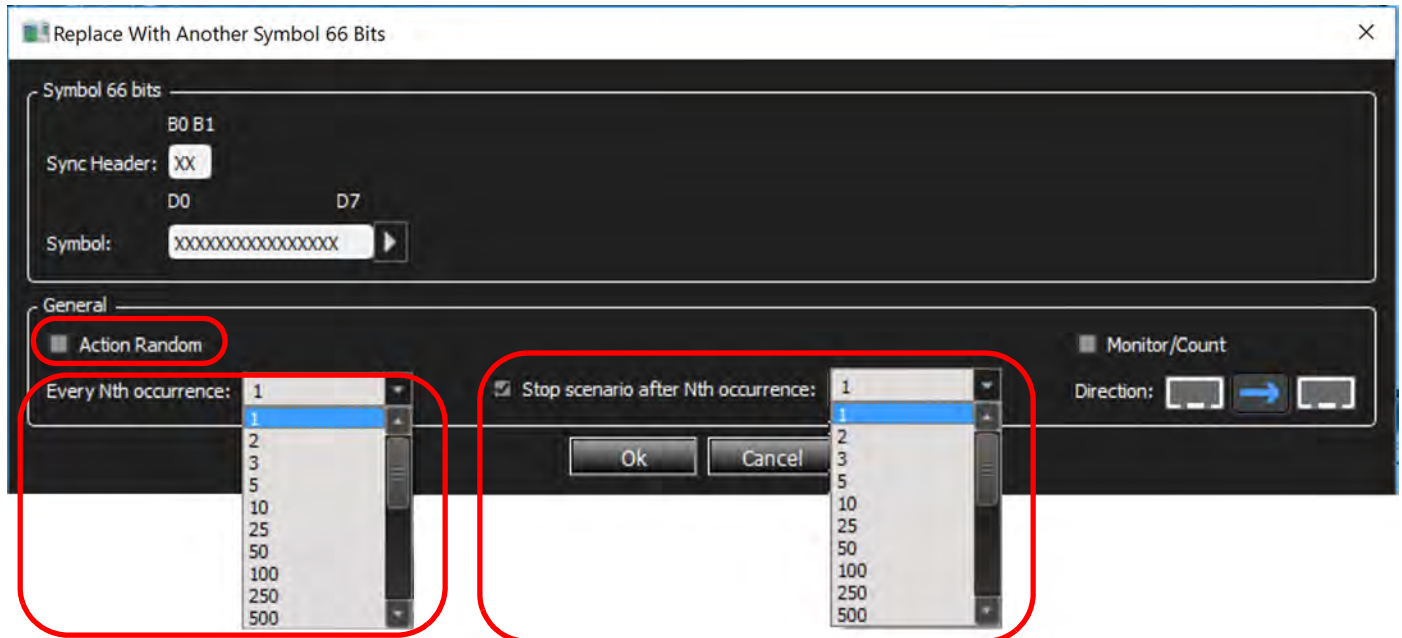 Replace With Another Symbol 66 Bits
Symbol 66 bits
B0 B1
Sync Header: XX
D0 D7
Symbol: XXXXXXXXXXXXXXXX
General
Action Random
Monitor/Count
Every Nth occurrence: 1
Stop scenario after Nth occurrence: 1
Direction:
1
2
3
5
10
25
50
100
250
500
1
2
3
5
10
25
50
100
250
500
Ok Cancel